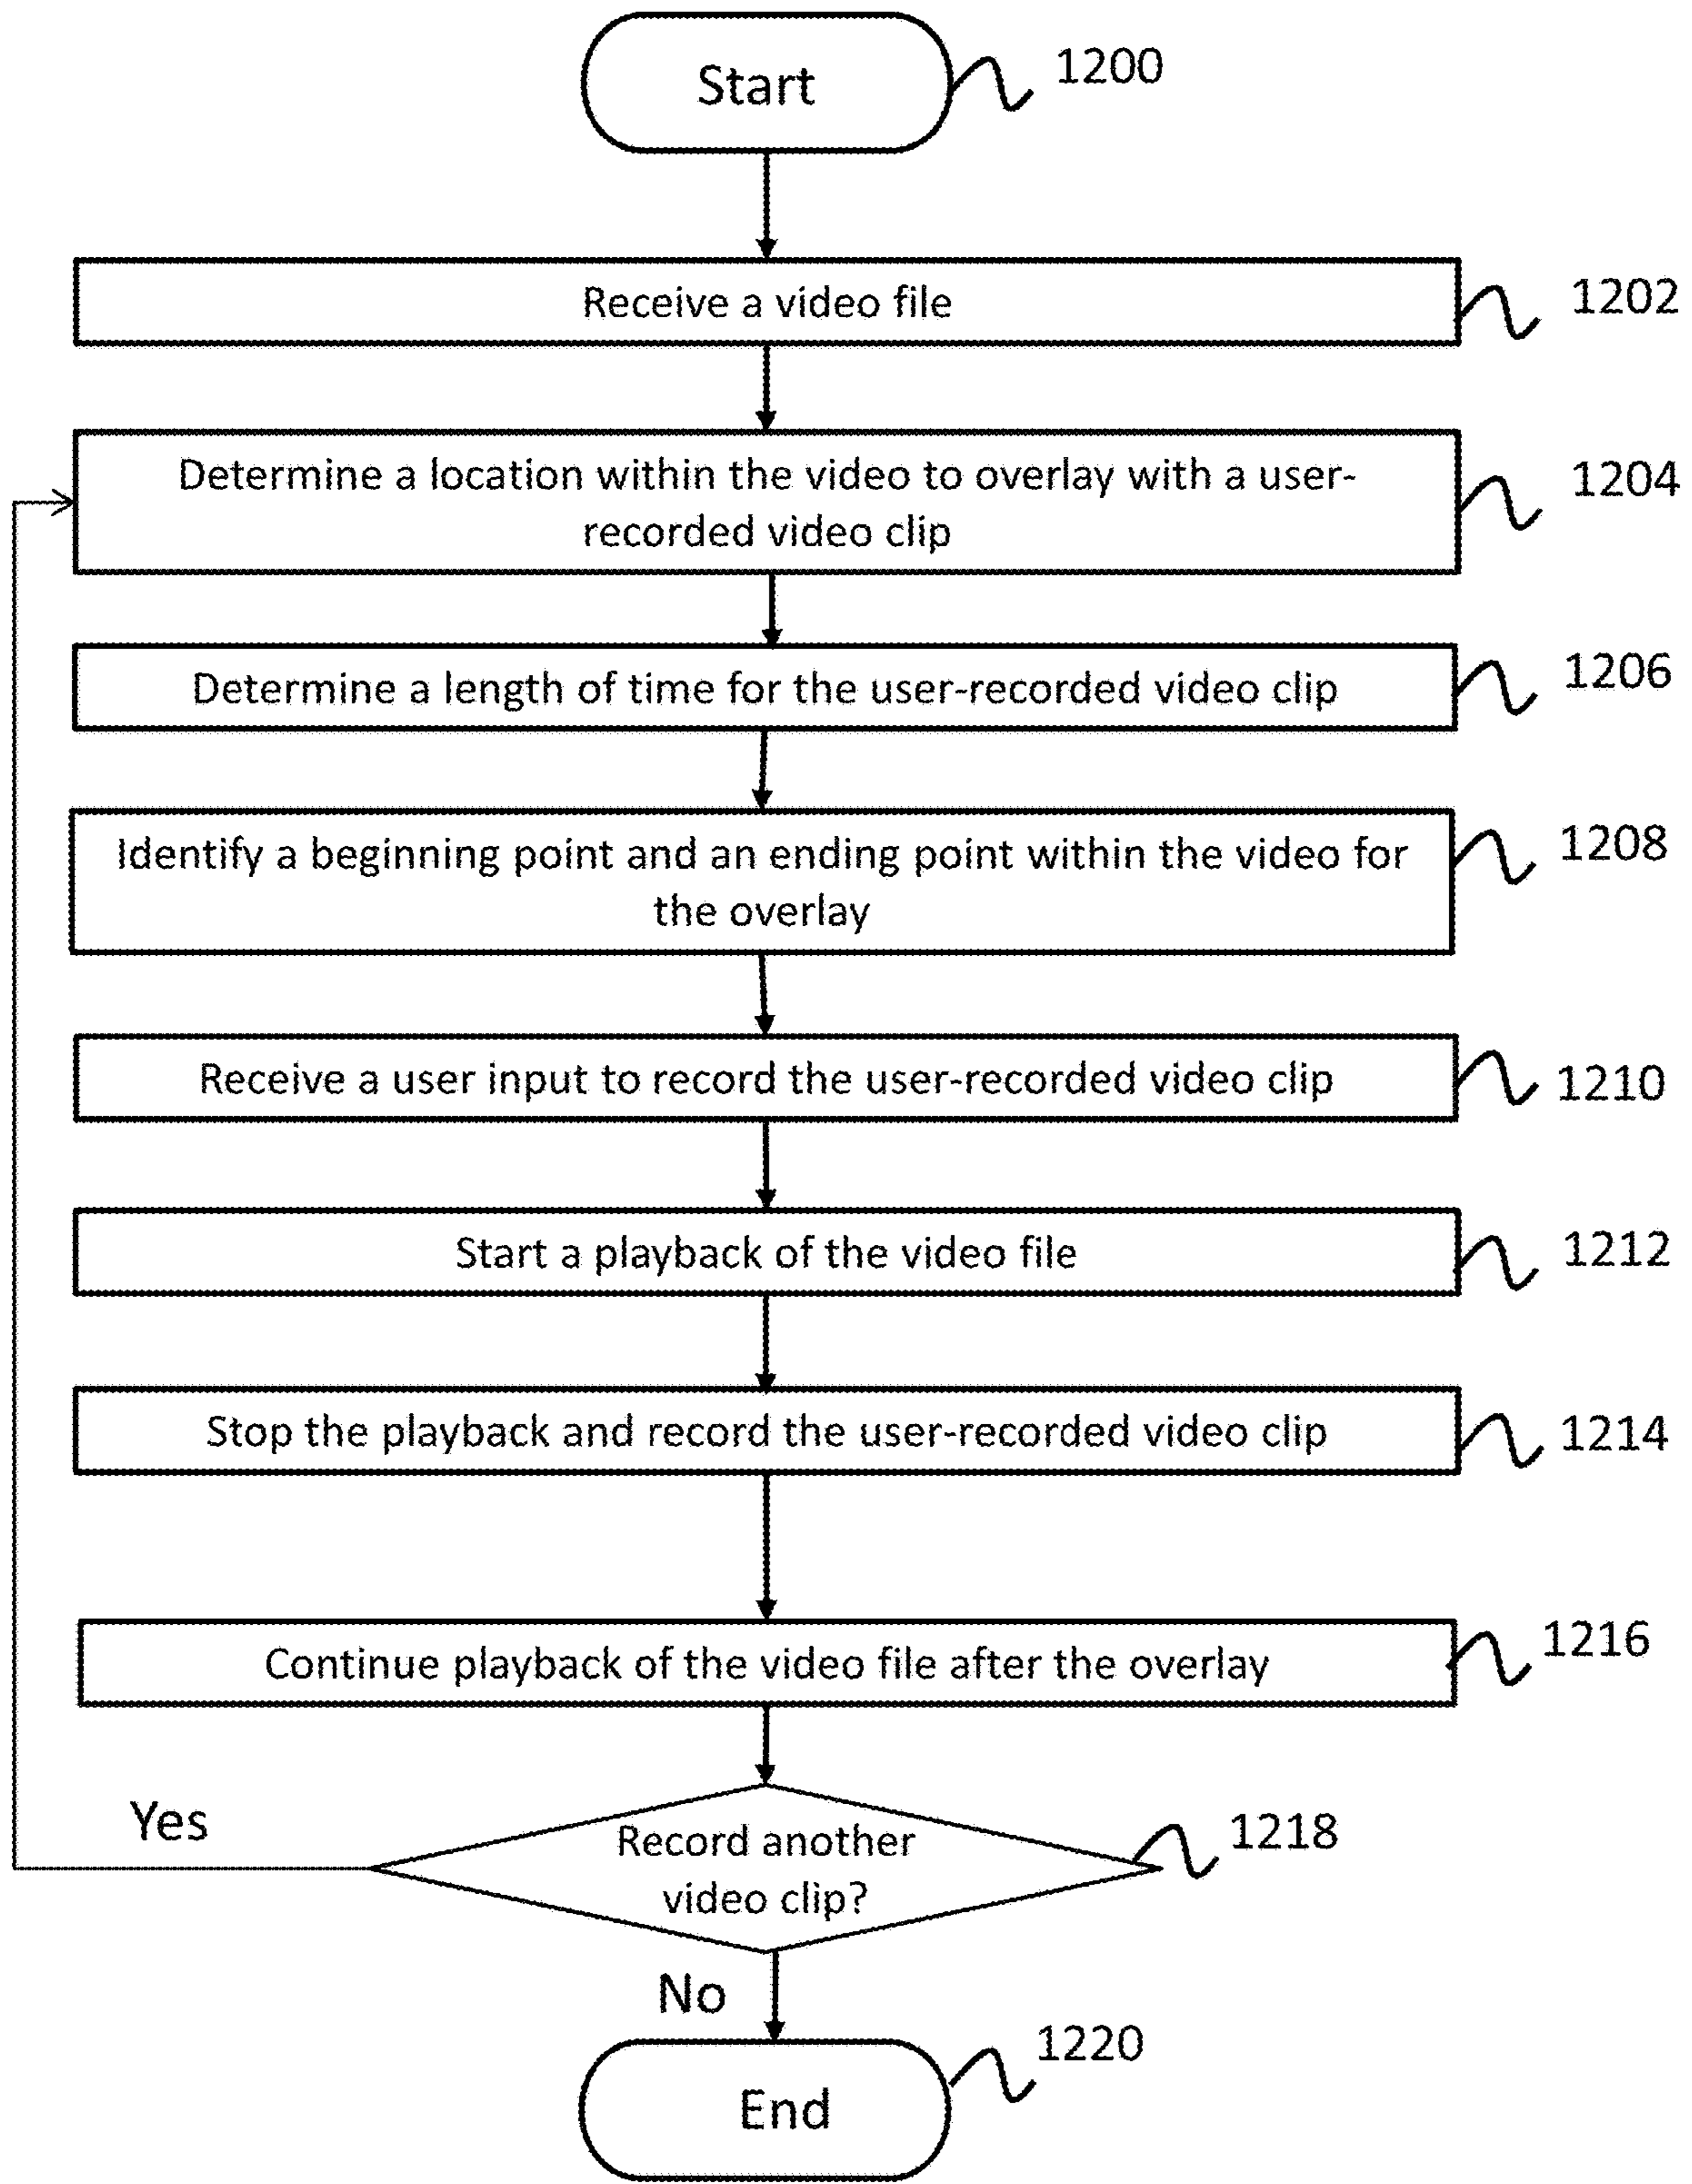 Start
1200
Receive a video file
1202
Determine a location within the video to overlay with a user-
recorded video clip
1204
Determine a length of time for the user-recorded video clip
1206
Identify a beginning point and an ending point within the video for
the overlay
1208
Receive a user input to record the user-recorded video clip
1210
Start a playback of the video file
1212
Stop the playback and record the user-recorded video clip
1214
Continue playback of the video file after the overlay
1216
Yes
Record another
video clip?
1218
No
1220
End